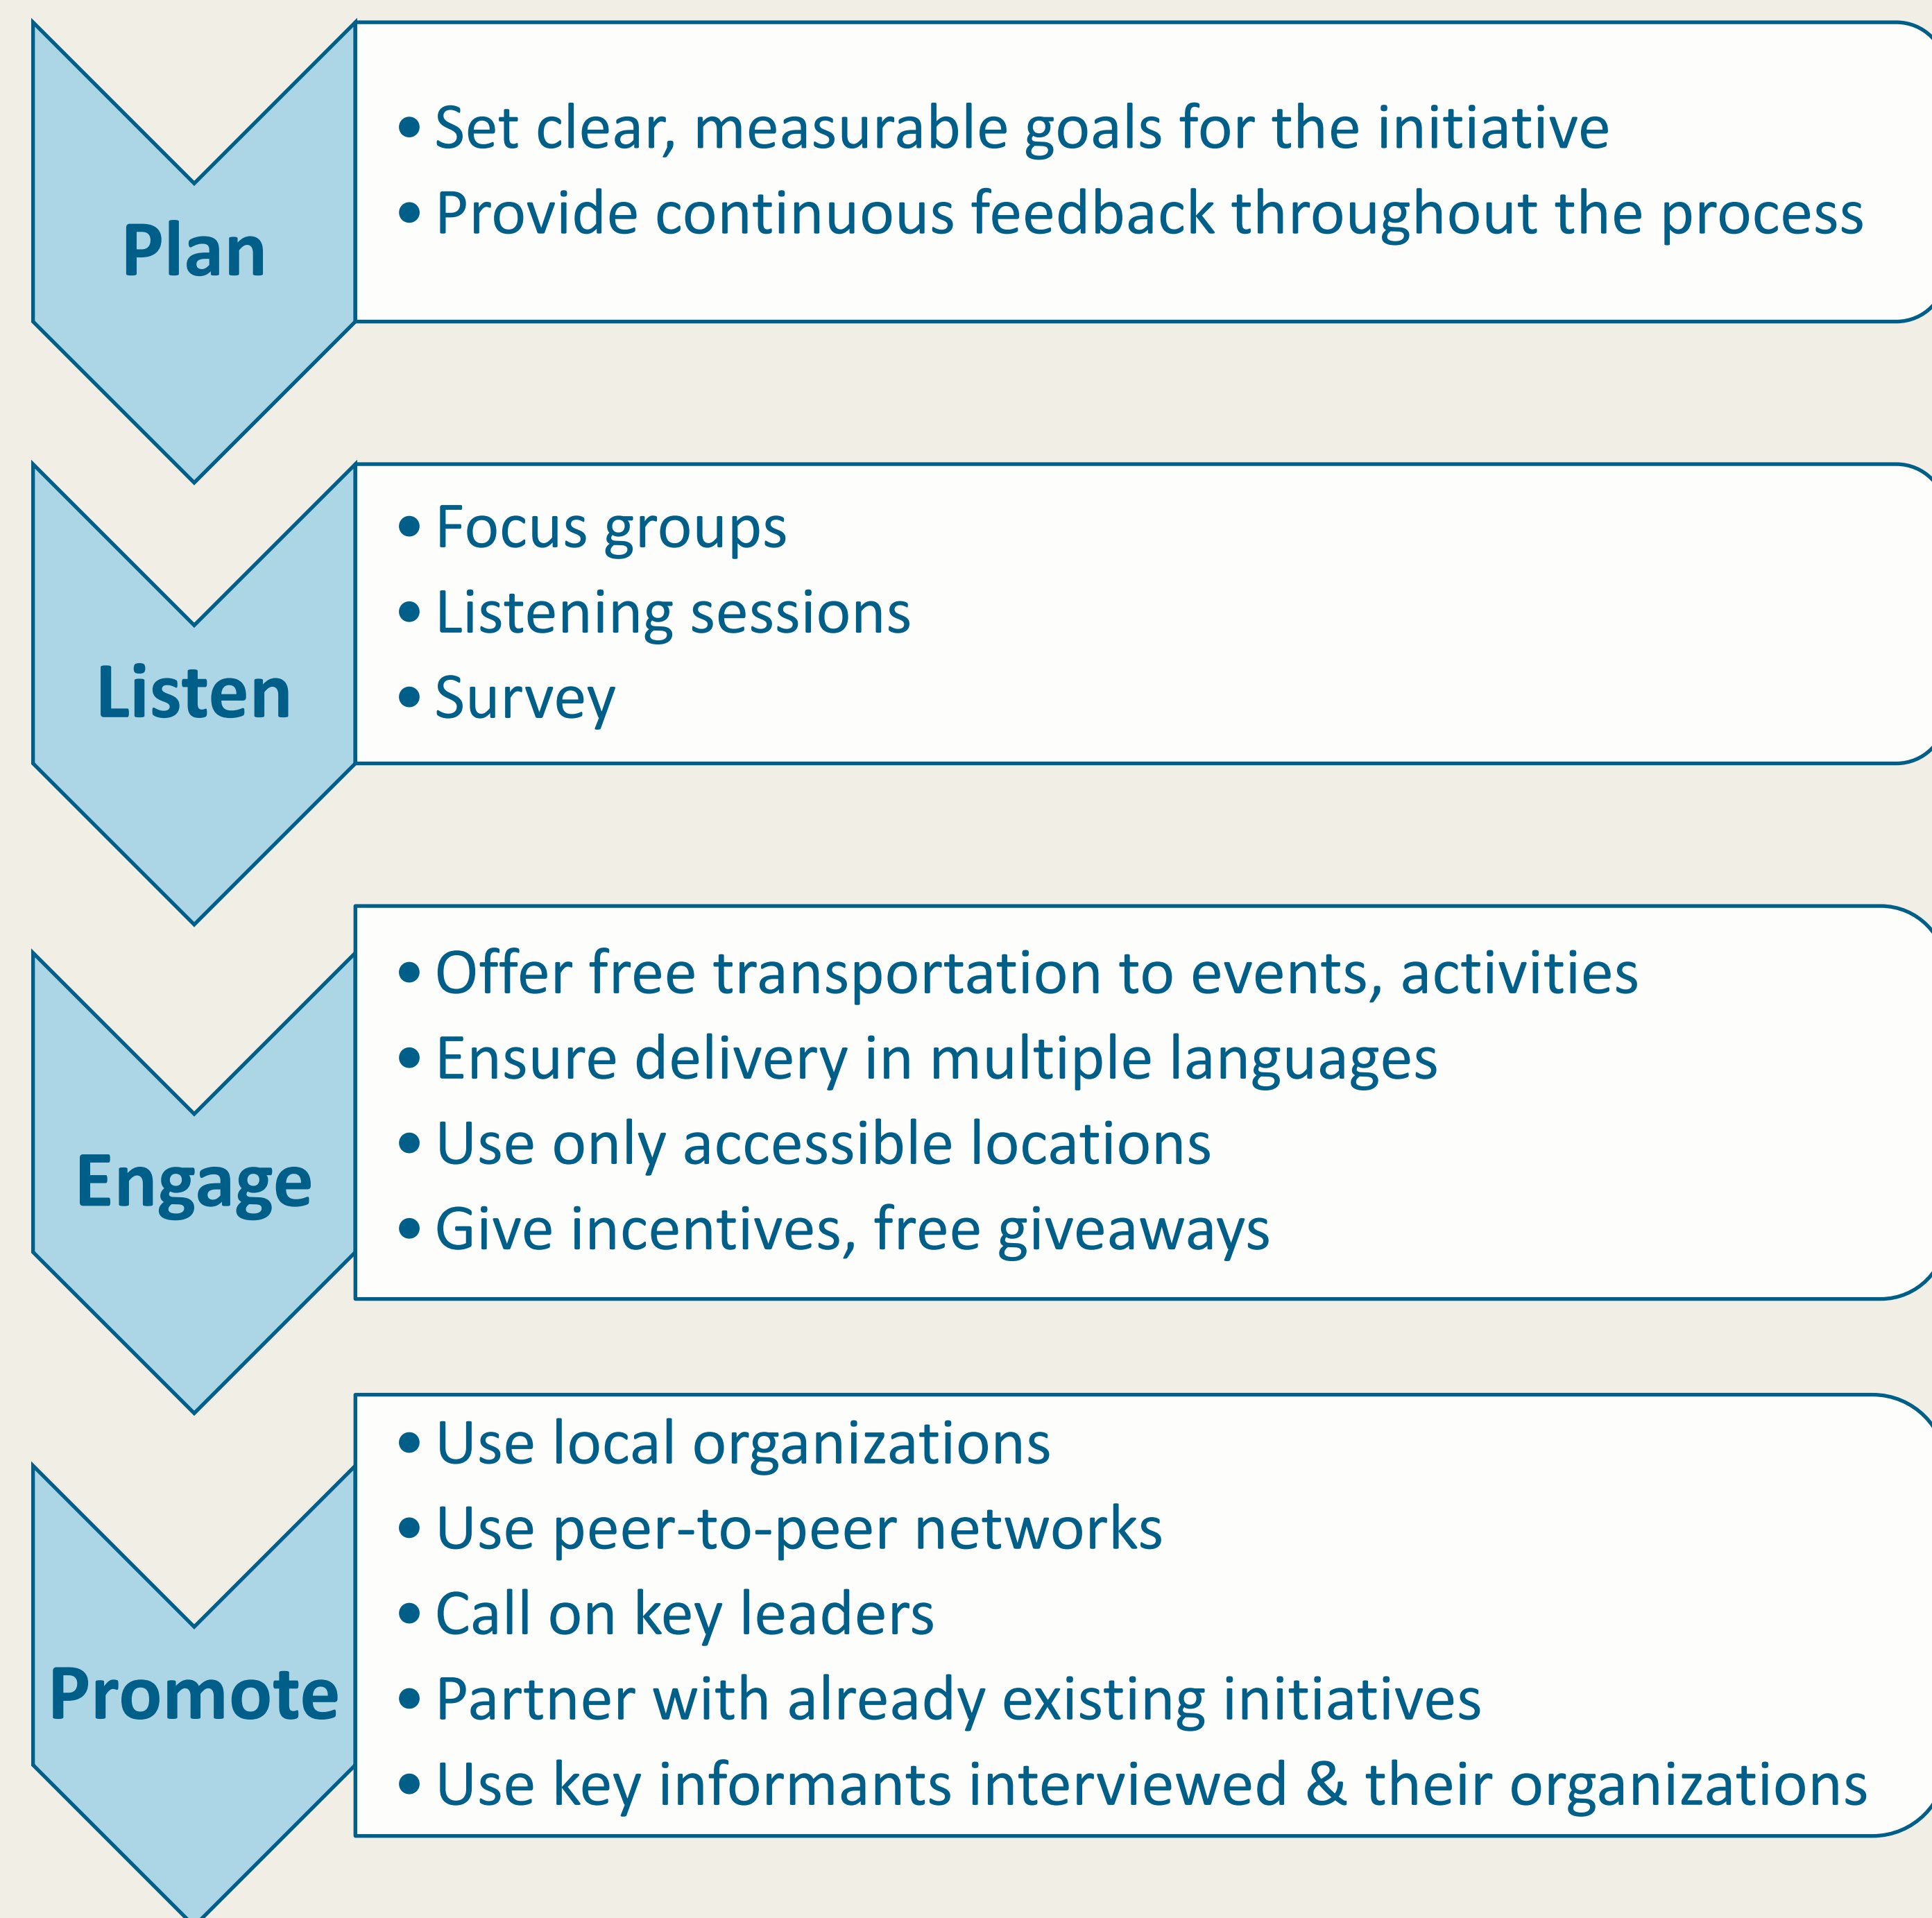 Plan
• Set clear, measurable goals for the initiative
• Provide continuous feedback throughout the process
Listen
• Focus groups
• Listening sessions
• Survey
Engage
• Offer free transportation to events, activities
• Ensure delivery in multiple languages
• Use only accessible locations
• Give incentives, free giveaways
Promote
• Use local organizations
• Use peer-to-peer networks
• Call on key leaders
• Partner with already existing initiatives
• Use key informants interviewed & their organizations